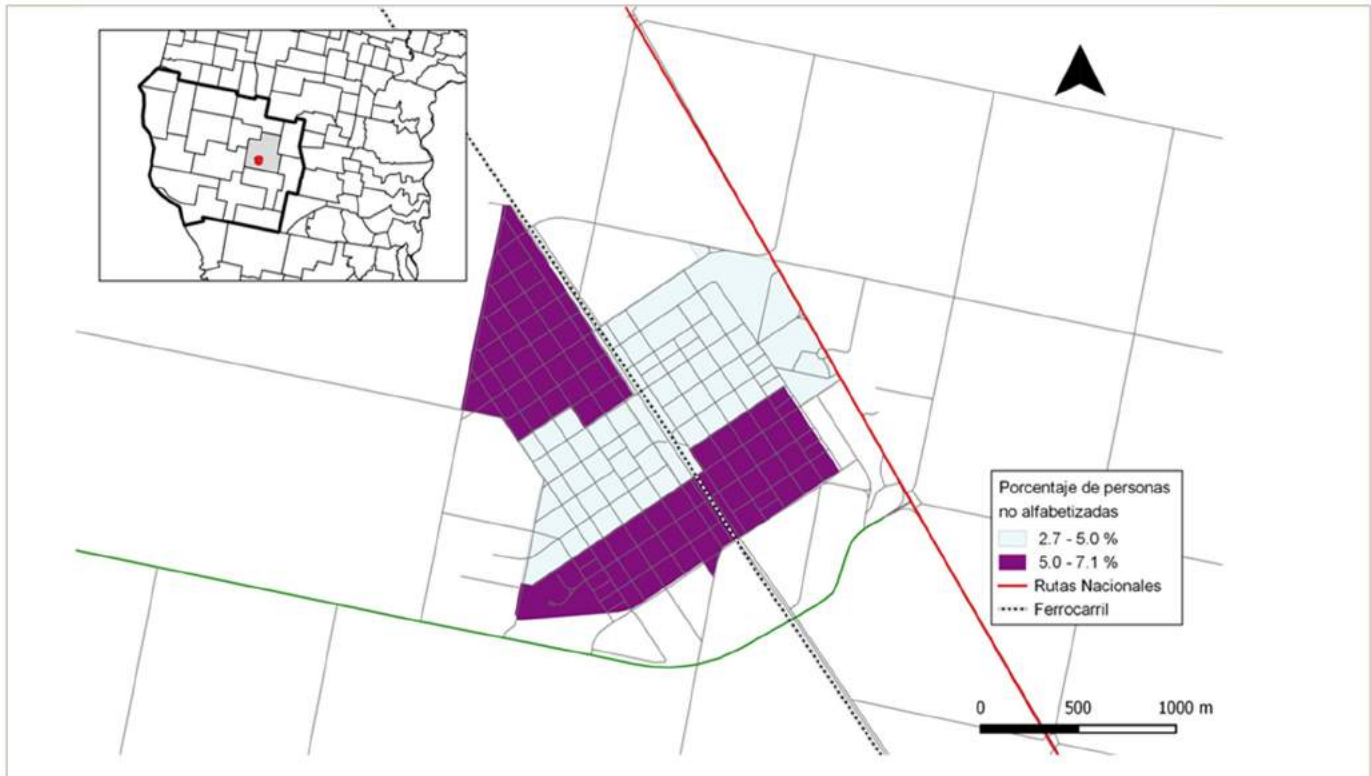 Porcentaje de personas
no alfabetizadas
2.7 - 5.0 %
5.0 - 7.1 %
Rutas Nacionales
Ferrocarril
0 500 1000 m